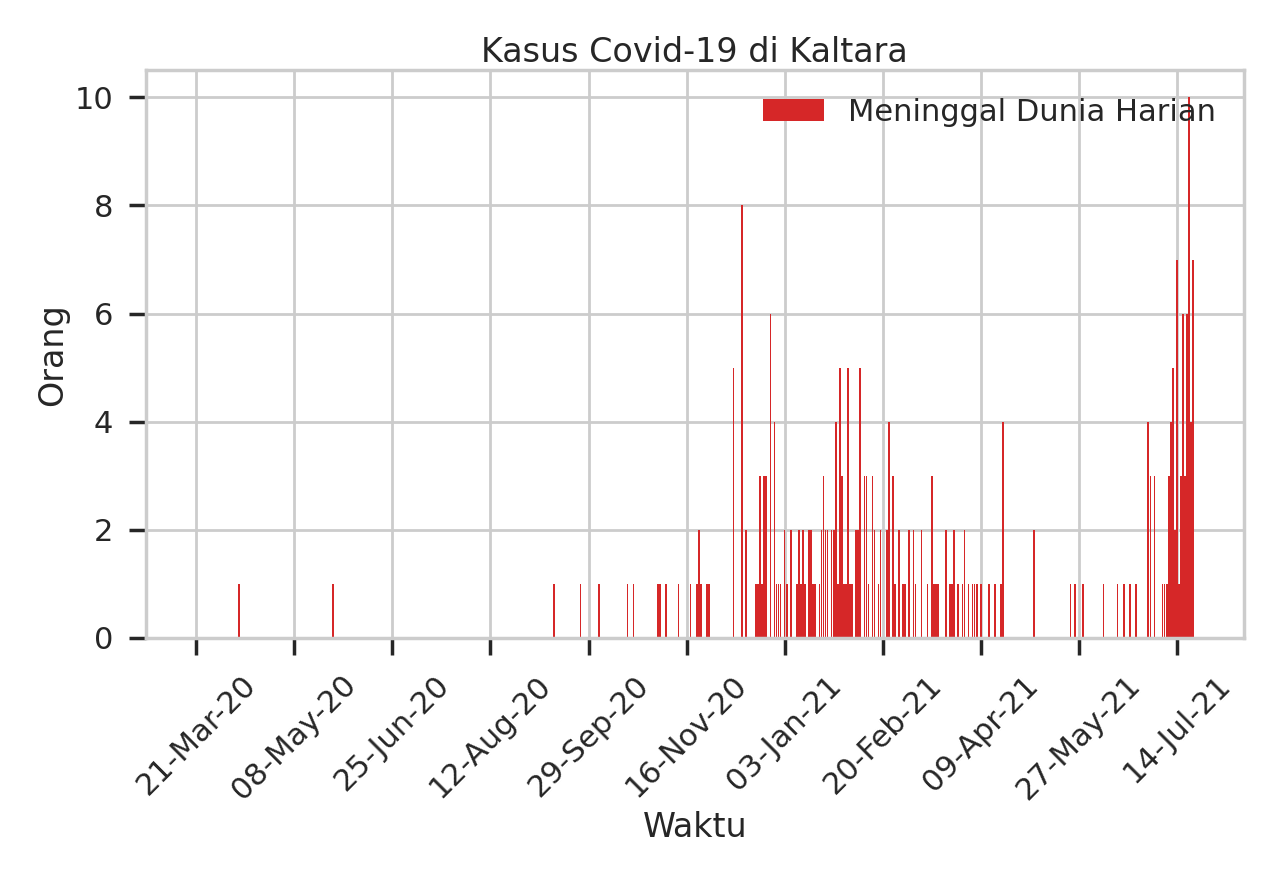 Kasus Covid-19 di Kaltara
Meninggal Dunia Harian
Orang
10
8
6
4
2
0
21-Mar-20
08-May-20
25-Jun-20
12-Aug-20
29-Sep-20
16-Nov-20
03-Jan-21
20-Feb-21
09-Apr-21
27-May-21
14-Jul-21
Waktu